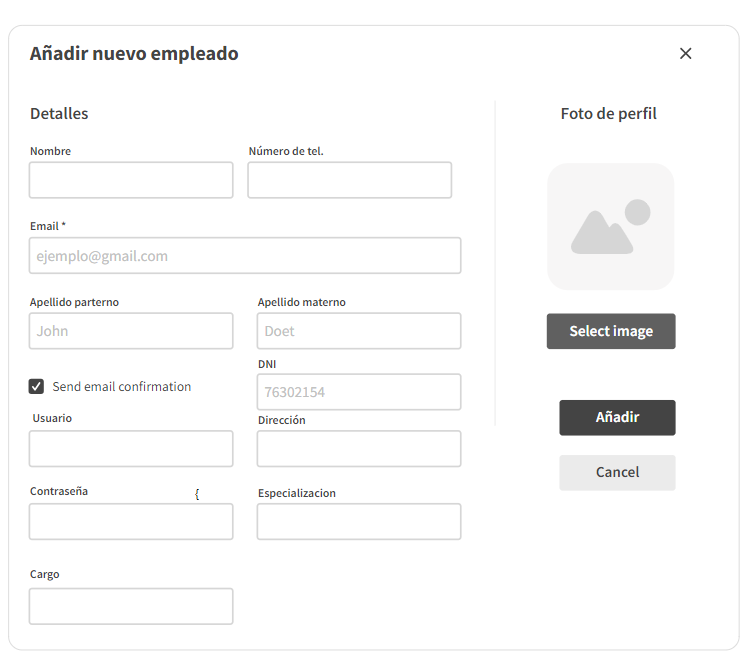 Añadir nuevo empleado
Detalles
Foto de perfil
Nombre
Número de tel.
Email *
ejemplo@gmail.com
Apellido parterno
Apellido materno
John
Doet
Select image
DNI
Send email confirmation
76302154
Usuario
Dirección
Añadir
Cancel
Contraseña
{
Especializacion
Cargo